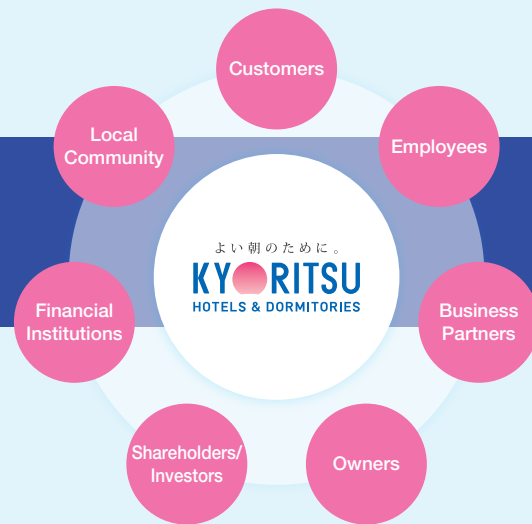 Customers
Local
Community
Employees
よい朝のために。
KYORITSU
HOTELS & DORMITORIES
Financial
Institutions
Business
Partners
Shareholders/
Investors
Owners